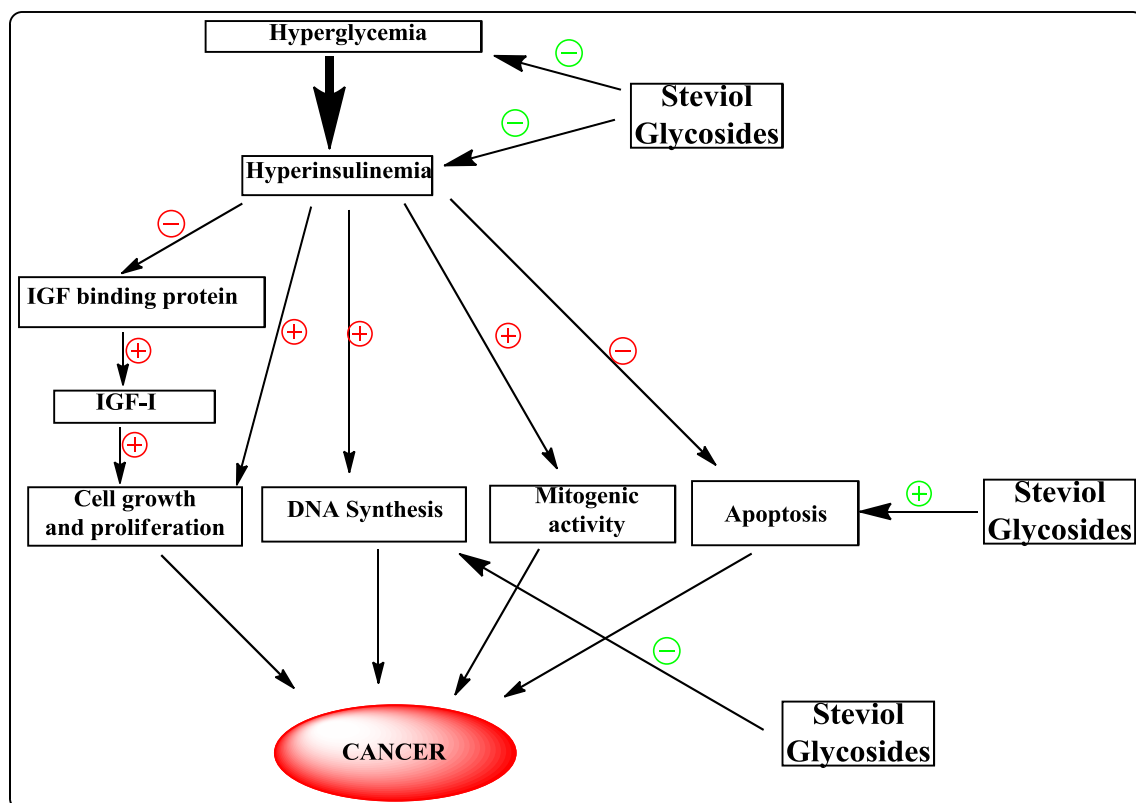 Hyperglycemia
−
Steviol
Glycosides
−
Hyperinsulinemia
−
IGF binding protein
+
+
+
−
+
IGF-I
+
Cell growth
and proliferation
DNA Synthesis
Mitogenic
activity
Apoptosis
+
Steviol
Glycosides
−
Steviol
Glycosides
CANCER